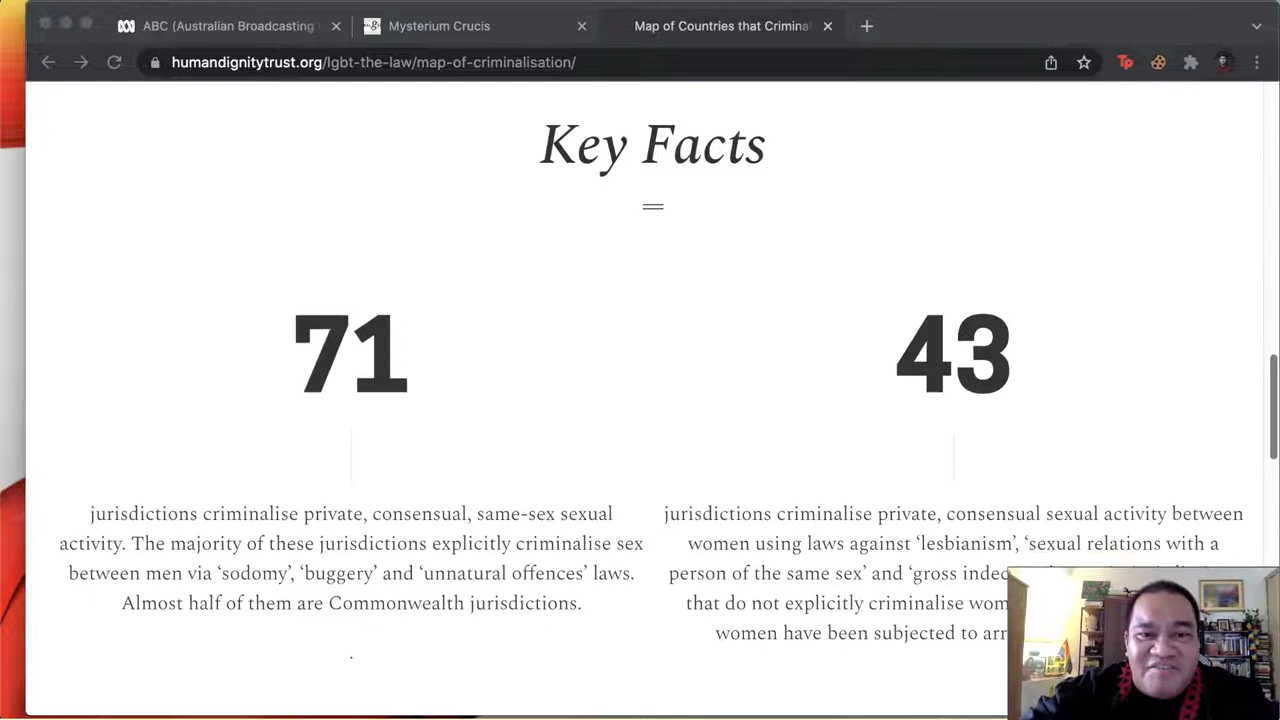 ABC (Australian Broadcasting
Mysterium Crucis
Map of Countries that Crimina
humandignitytrust.org/lgbt-the-law/map-of-criminalisation/
Key Facts
71
jurisdictions criminalise private, consensual, same-sex sexual
activity. The majority of these jurisdictions explicitly criminalise sex
between men via ‘sodomy’, ‘buggery’ and ‘unnatural offences’ laws.
Almost half of them are Commonwealth jurisdictions.
.
43
jurisdictions criminalise private, consensual sexual activity between
women using laws against ‘lesbianism’, ‘sexual relations with a
person of the same sex’ and ‘gross
that do not explicitly criminalise
women have been subjected to